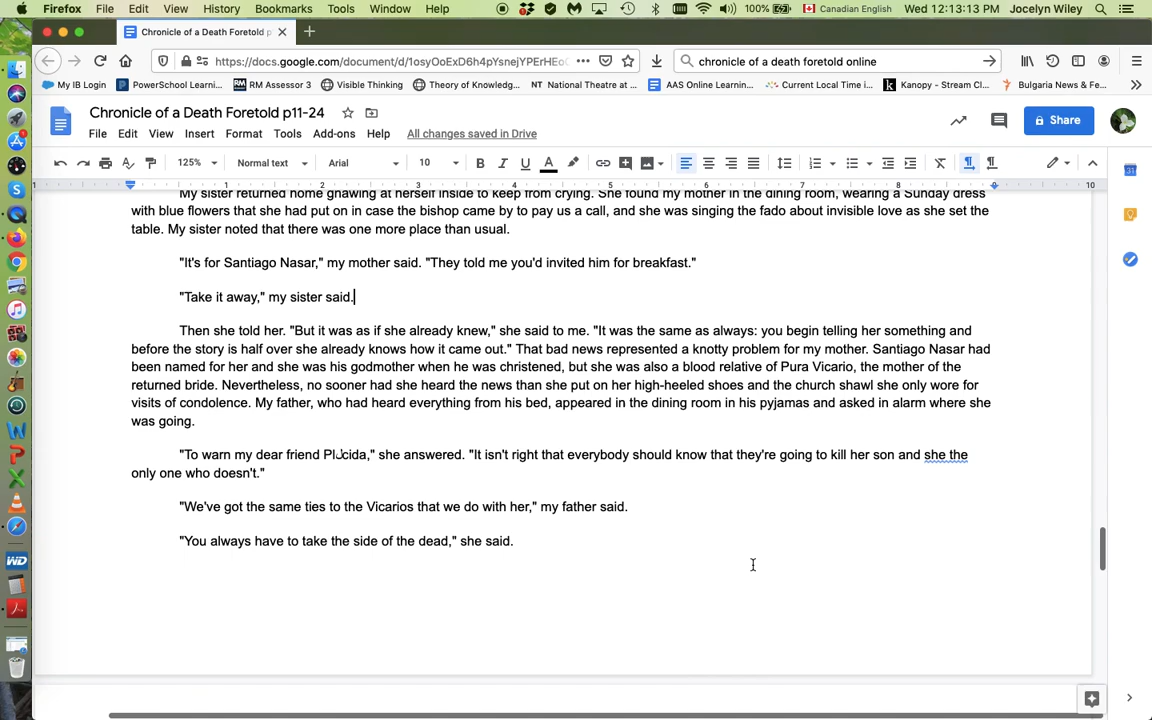 Firefox File Edit View History Bookmarks Tools Window Help 100% Canadian English Wed 12:13:13 PM Jocelyn Wiley
Chronicle of a Death Foretold p
https://docs.google.com/document/d/1osyOoExD6h4pYsnejYPErHEo chronicle of a death foretold online
My IB Login PowerSchool Learni... RM Assessor 3 Visible Thinking Theory of Knowledg... NT National Theatre at ... AAS Online Learnin... Current Local Time i... Kanopy - Stream Cl... Bulgaria News & Fe...
Chronicle of a Death Foretold p11-24
File Edit View Insert Format Tools Add-ons Help All changes saved in Drive
Share
125% Normal text Arial 10
1 1 2 3 4 5 6 7 8 9 10
My sister returned home gnawing at herself inside to keep from crying. She found my mother in the dining room, wearing a Sunday dress
with blue flowers that she had put on in case the bishop came by to pay us a call, and she was singing the fado about invisible love as she set the
table. My sister noted that there was one more place than usual.
"It's for Santiago Nasar," my mother said. "They told me you'd invited him for breakfast."
"Take it away," my sister said.
Then she told her. "But it was as if she already knew," she said to me. "It was the same as always: you begin telling her something and
before the story is half over she already knows how it came out." That bad news represented a knotty problem for my mother. Santiago Nasar had
been named for her and she was his godmother when he was christened, but she was also a blood relative of Pura Vicario, the mother of the
returned bride. Nevertheless, no sooner had she heard the news than she put on her high-heeled shoes and the church shawl she only wore for
visits of condolence. My father, who had heard everything from his bed, appeared in the dining room in his pyjamas and asked in alarm where she
was going.
"To warn my dear friend she answered. "It isn't right that everybody should know that they're going to kill her son and she the
only one who doesn't."
"We've got the same ties to the Vicarios that we do with her," my father said.
"You always have to take the side of the dead," she said.